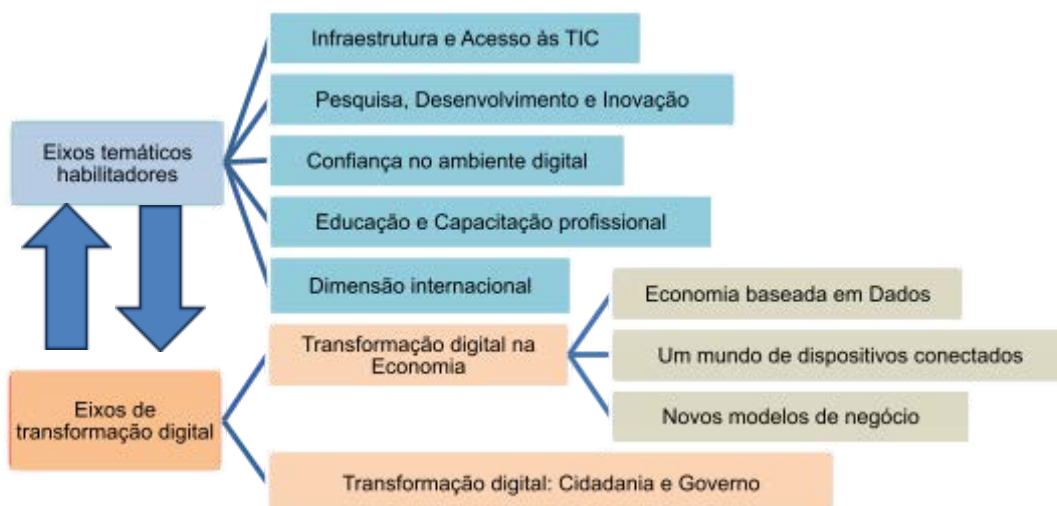 Infraestrutura e Acesso às TIC
Pesquisa, Desenvolvimento e Inovação
Eixos temáticos
habilitadores
Confiança no ambiente digital
Educação e Capacitação profissional
Dimensão internacional
Economia baseada em Dados
Transformação digital na
Economia
Um mundo de dispositivos conectados
Eixos de
transformação digital
Novos modelos de negócio
Transformação digital: Cidadania e Governo